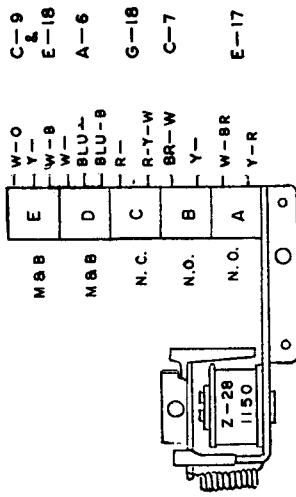 C-9 & E-18
A-6
G-18
C-7
E-17
W-O
Y-
W-B
W-
BLU-
BLU-B
R-
R-Y-W
BR-W
Y-
W-BR
Y-R
E
D
C
B
A
M&B
M&B
N.C.
N.O.
N.O.
Z-28
1150